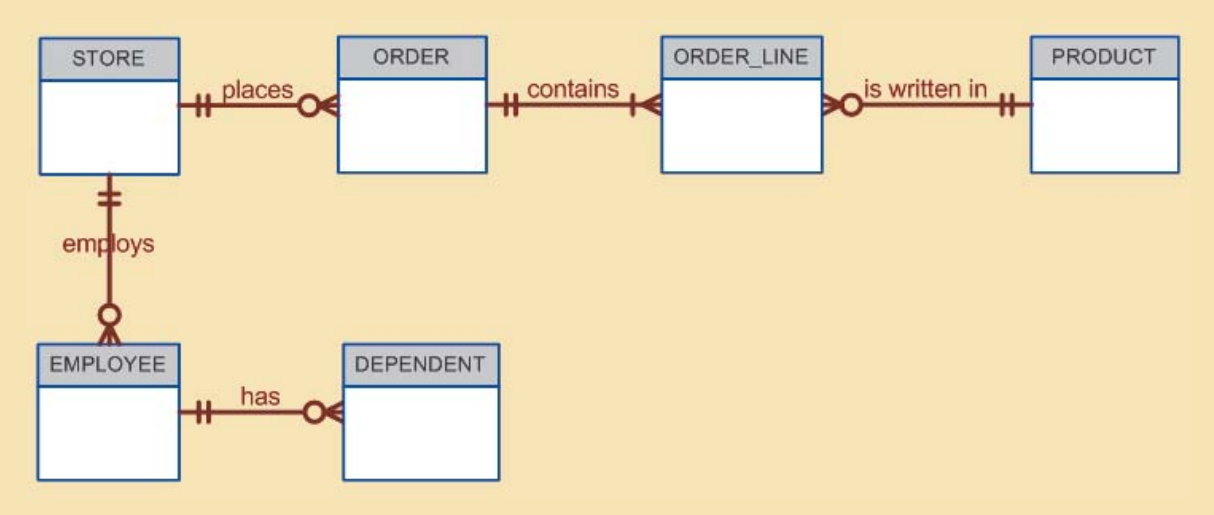 STORE
places
ORDER
contains
ORDER_LINE
is written in
PRODUCT
employs
EMPLOYEE
has
DEPENDENT